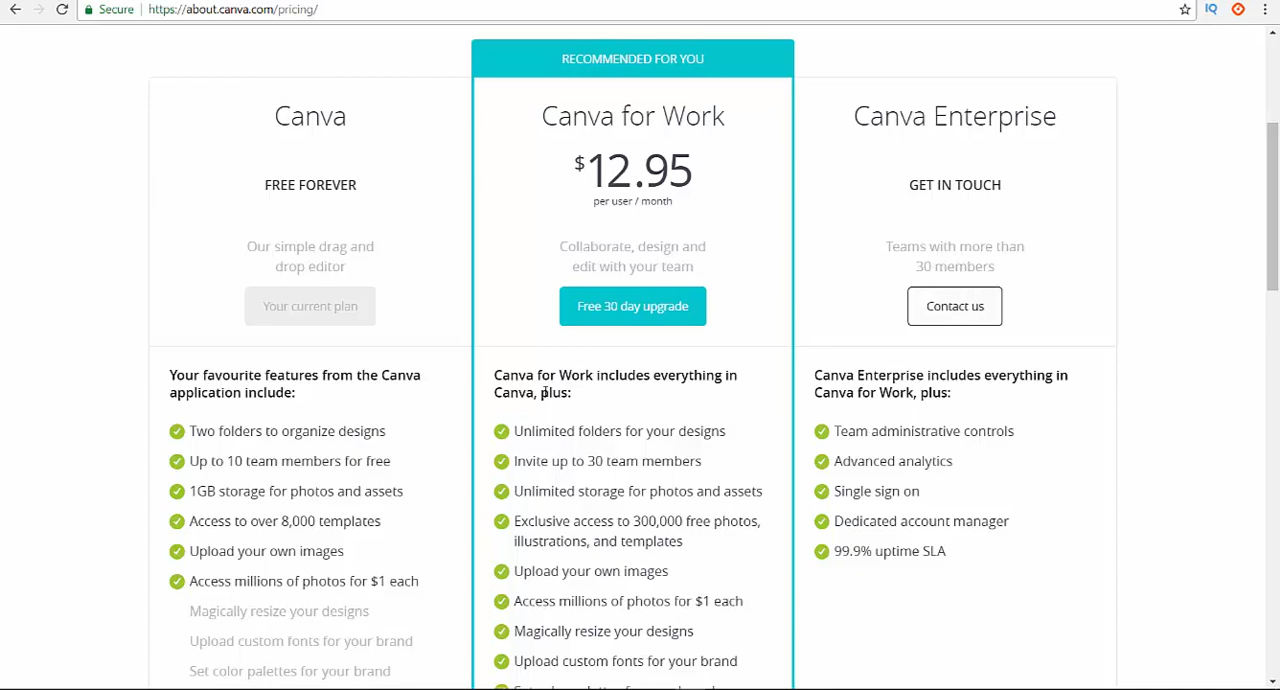 Secure
https://about.canva.com/pricing/
IQ
RECOMMENDED FOR YOU
Canva
FREE FOREVER
Our simple drag and
drop editor
Your current plan
Your favourite features from the Canva
application include:
Two folders to organize designs
Up to 10 team members for free
1GB storage for photos and assets
Access to over 8,000 templates
Upload your own images
Access millions of photos for $1 each
Magically resize your designs
Upload custom fonts for your brand
Set color palettes for your brand
Canva for Work
$12.95
per user / month
Collaborate, design and
edit with your team
Free 30 day upgrade
Canva for Work includes everything in
Canva, plus:
Unlimited folders for your designs
Invite up to 30 team members
Unlimited storage for photos and assets
Exclusive access to 300,000 free photos,
illustrations, and templates
Upload your own images
Access millions of photos for $1 each
Magically resize your designs
Upload custom fonts for your brand
Canva Enterprise
GET IN TOUCH
Teams with more than
30 members
Contact us
Canva Enterprise includes everything in
Canva for Work, plus:
Team administrative controls
Advanced analytics
Single sign on
Dedicated account manager
99.9% uptime SLA